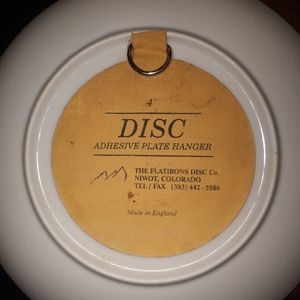 4"
DISC
ADHESIVE PLATE HANGER
THE FLATIRONS DISC Co.
NIWOT, COLORADO
TEL / FAX (303) 442 - 5586
Made in England